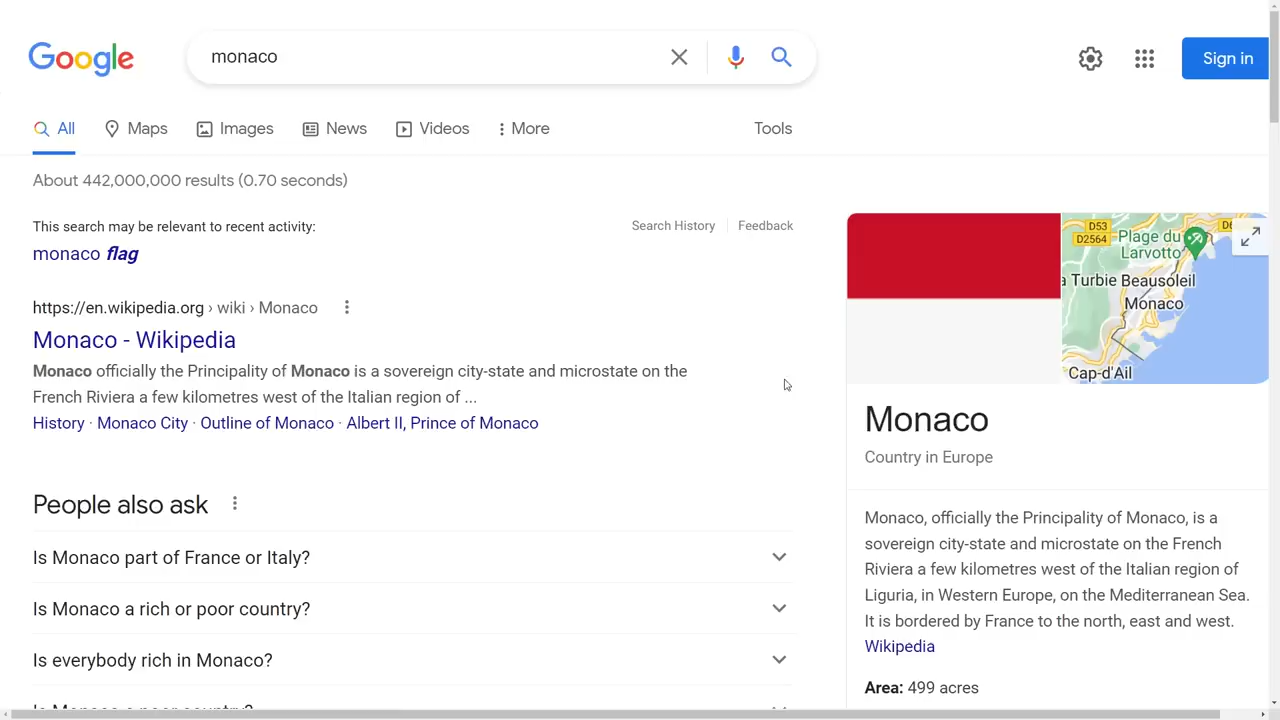 Google
monaco
Sign in
All
Maps
Images
News
Videos
More
Tools
About 442,000,000 results (0.70 seconds)
This search may be relevant to recent activity:
Search History
Feedback
monaco flag
https://en.wikipedia.org › wiki › Monaco
Monaco - Wikipedia
Monaco officially the Principality of Monaco is a sovereign city-state and microstate on the
French Riviera a few kilometres west of the Italian region of ...
History · Monaco City · Outline of Monaco · Albert II, Prince of Monaco
People also ask
Is Monaco part of France or Italy?
Is Monaco a rich or poor country?
Is everybody rich in Monaco?
Is Monaco a poor country?
D53
D2564
Plage du
Larvotto
a Turbie Beausoleil
Monaco
Cap-d'Ail
Monaco
Country in Europe
Monaco, officially the Principality of Monaco, is a
sovereign city-state and microstate on the French
Riviera a few kilometres west of the Italian region of
Liguria, in Western Europe, on the Mediterranean Sea.
It is bordered by France to the north, east and west.
Wikipedia
Area: 499 acres